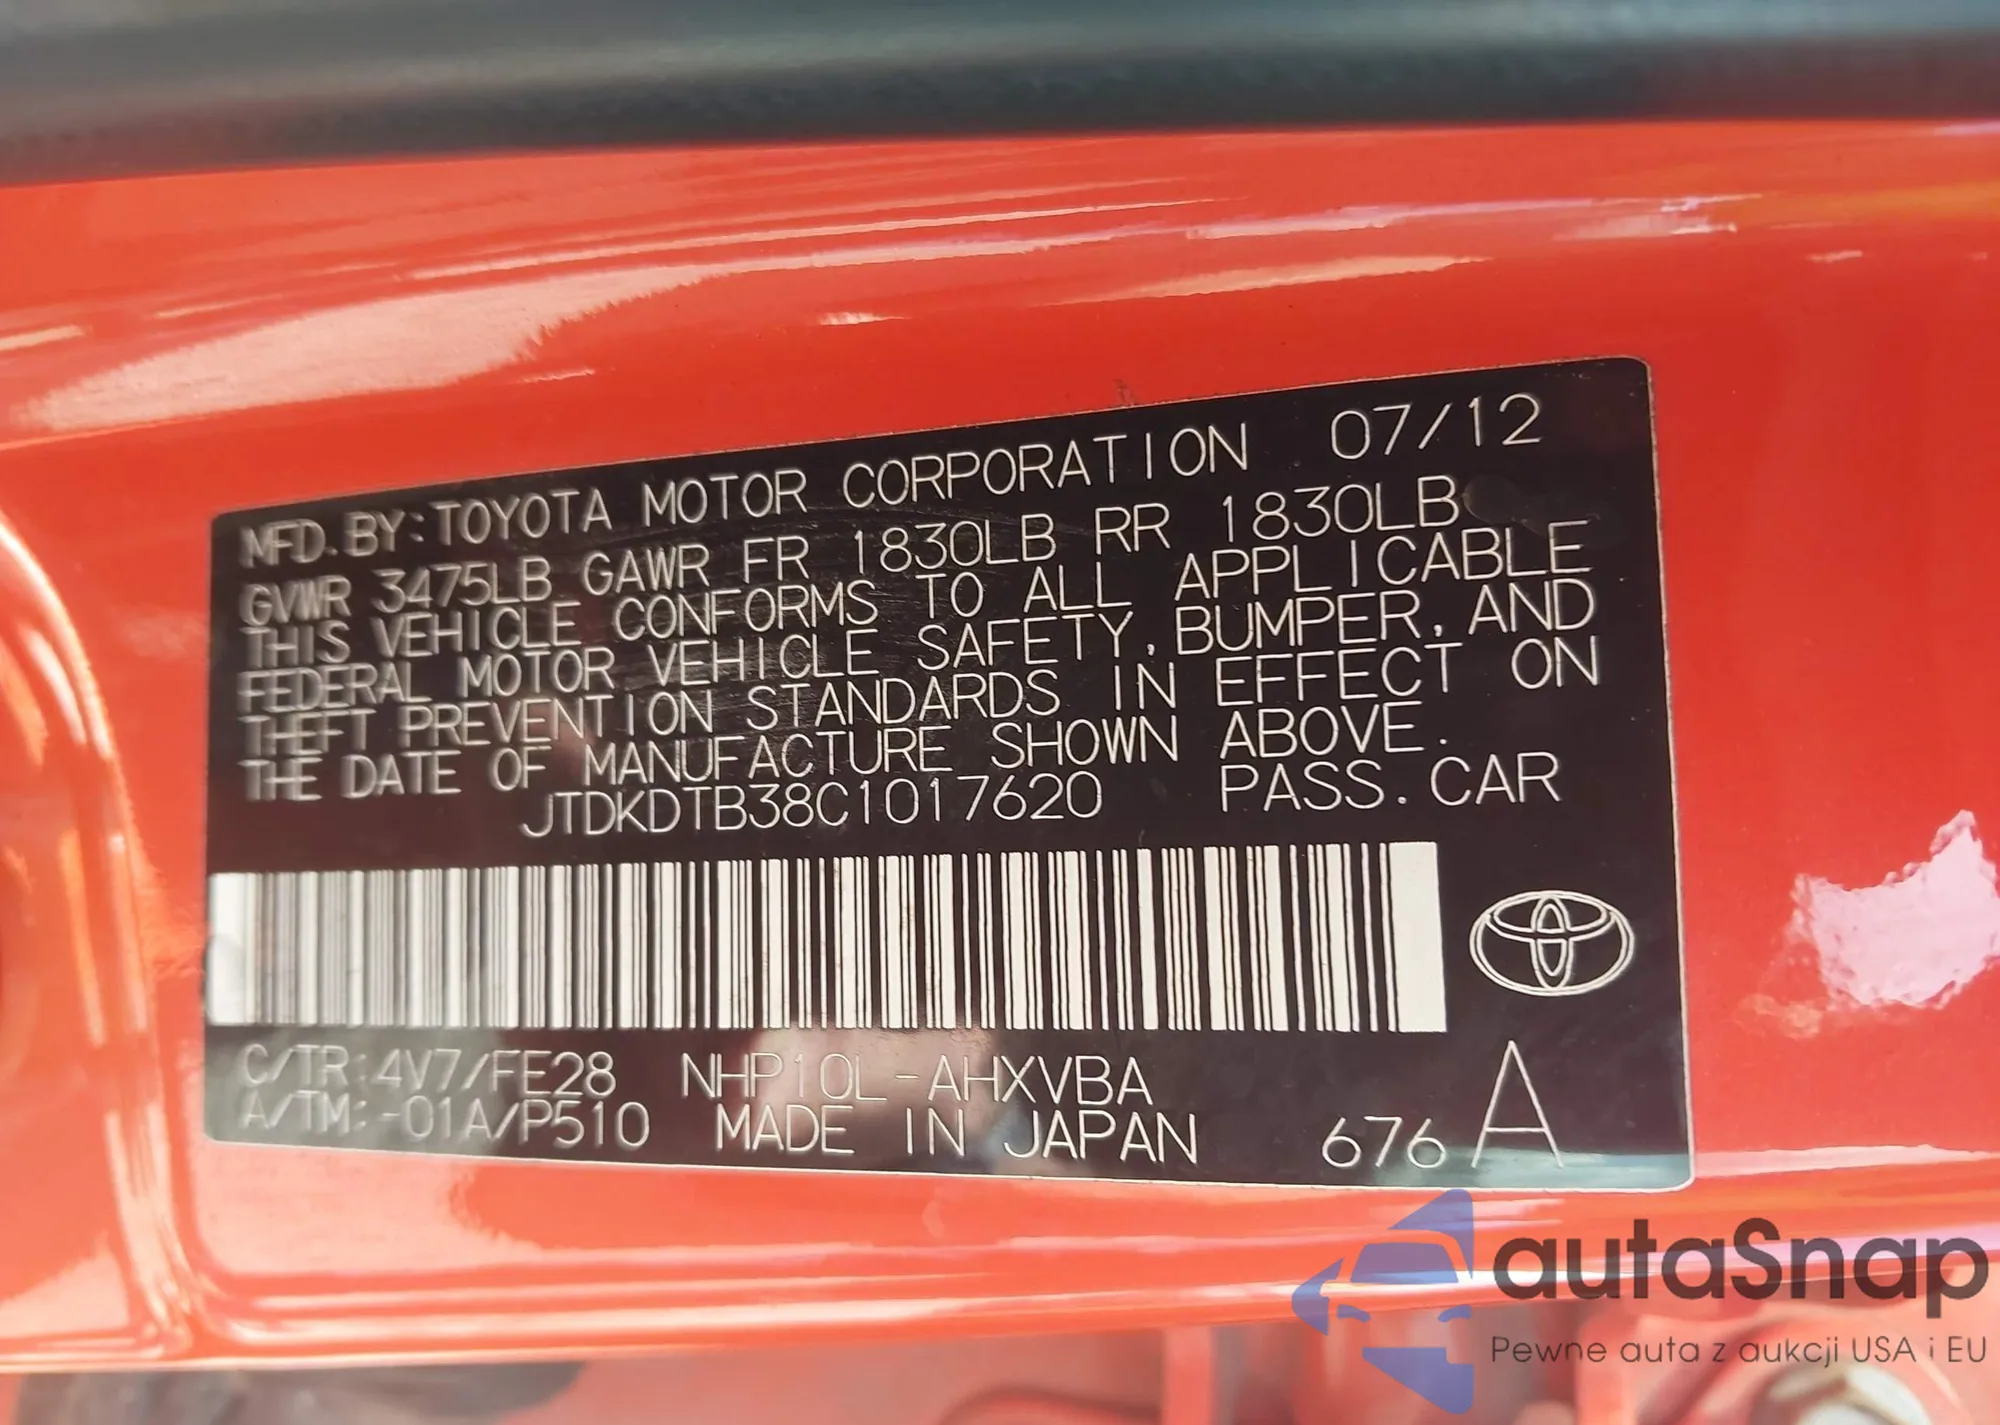 MFD. BY: TOYOTA MOTOR CORPORATION 07/12
GVWR 3475LB GAWR FR 1830LB RR 1830LB
THIS VEHICLE CONFORMS TO ALL APPLICABLE
FEDERAL MOTOR VEHICLE SAFETY, BUMPER, AND
THEFT PREVENTION STANDARDS IN EFFECT ON
THE DATE OF MANUFACTURE SHOWN ABOVE.
JTDKDTB38C1017620 PASS. CAR
C/TR:4V7/FE28 NHP10L-AHXVBA
A/TM:-01A/P510 MADE IN JAPAN 676 A
autaSnap
Pewne auta z aukcji USA i EU